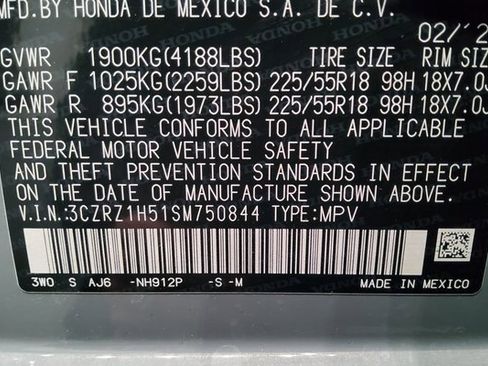 MFD.BY HONDA DE MEXICO S.A. DE C.V.
02/'2
GVWR 1900KG(4188LBS) TIRE SIZE RIM SIZE
GAWR F 1025KG(2259LBS) 225/55R18 98H 18X7.0J
GAWR R 895KG(1973LBS) 225/55R18 98H 18X7.0J
THIS VEHICLE CONFORMS TO ALL APPLICABLE
FEDERAL MOTOR VEHICLE SAFETY
AND THEFT PREVENTION STANDARDS IN EFFECT
ON THE DATE OF MANUFACTURE SHOWN ABOVE.
V.I.N.:3CZRZ1H51SM750844 TYPE:MPV
3W0 S AJ6 -NH912P -S -M
MADE IN MEXICO